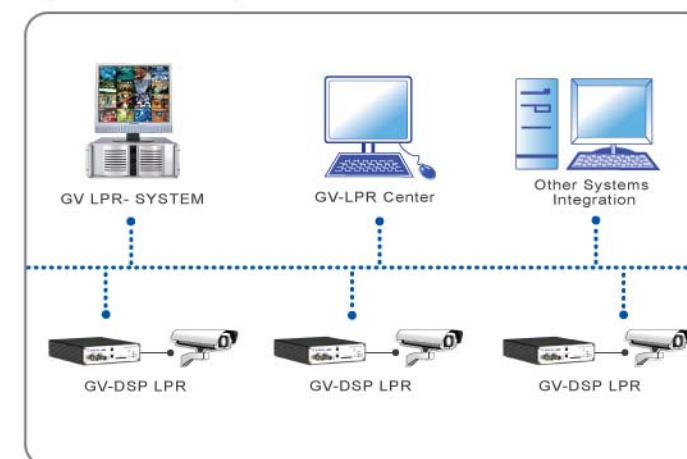 GV LPR- SYSTEM
GV-LPR Center
Other Systems
Integration
GV-DSP LPR
GV-DSP LPR
GV-DSP LPR